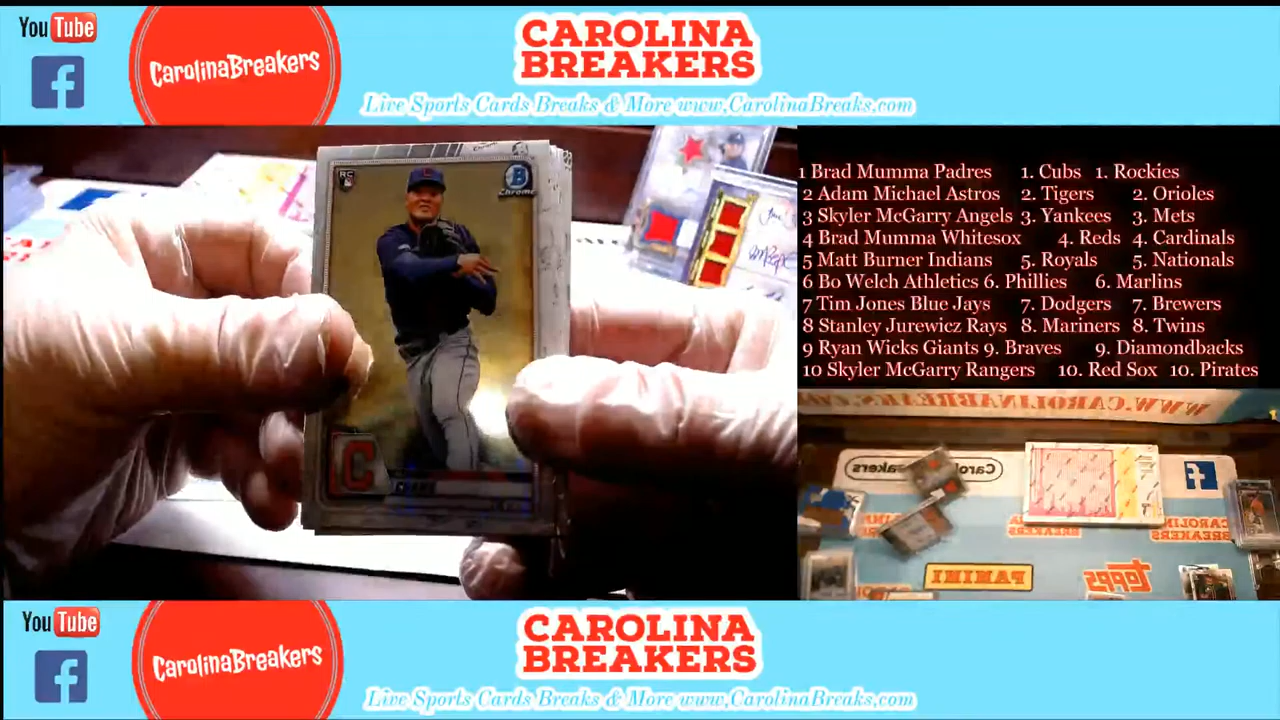 You Tube
CarolinaBreakers
CAROLINA
BREAKERS
Live Sports Cards Breaks & More www.CarolinaBreaks.com
RC
B
Chrome
C
1 Brad Mumma Padres 1. Cubs 1. Rockies
2 Adam Michael Astros 2. Tigers 2. Orioles
3 Skyler McGarry Angels 3. Yankees 3. Mets
4 Brad Mumma Whitesox 4. Reds 4. Cardinals
5 Matt Burner Indians 5. Royals 5. Nationals
6 Bo Welch Athletics 6. Phillies 6. Marlins
7 Tim Jones Blue Jays 7. Dodgers 7. Brewers
8 Stanley Jurewicz Rays 8. Mariners 8. Twins
9 Ryan Wicks Giants 9. Braves 9. Diamondbacks
10 Skyler McGarry Rangers 10. Red Sox 10. Pirates
PANINI
TOPPS
You Tube
CarolinaBreakers
CAROLINA
BREAKERS
Live Sports Cards Breaks & More www.CarolinaBreaks.com